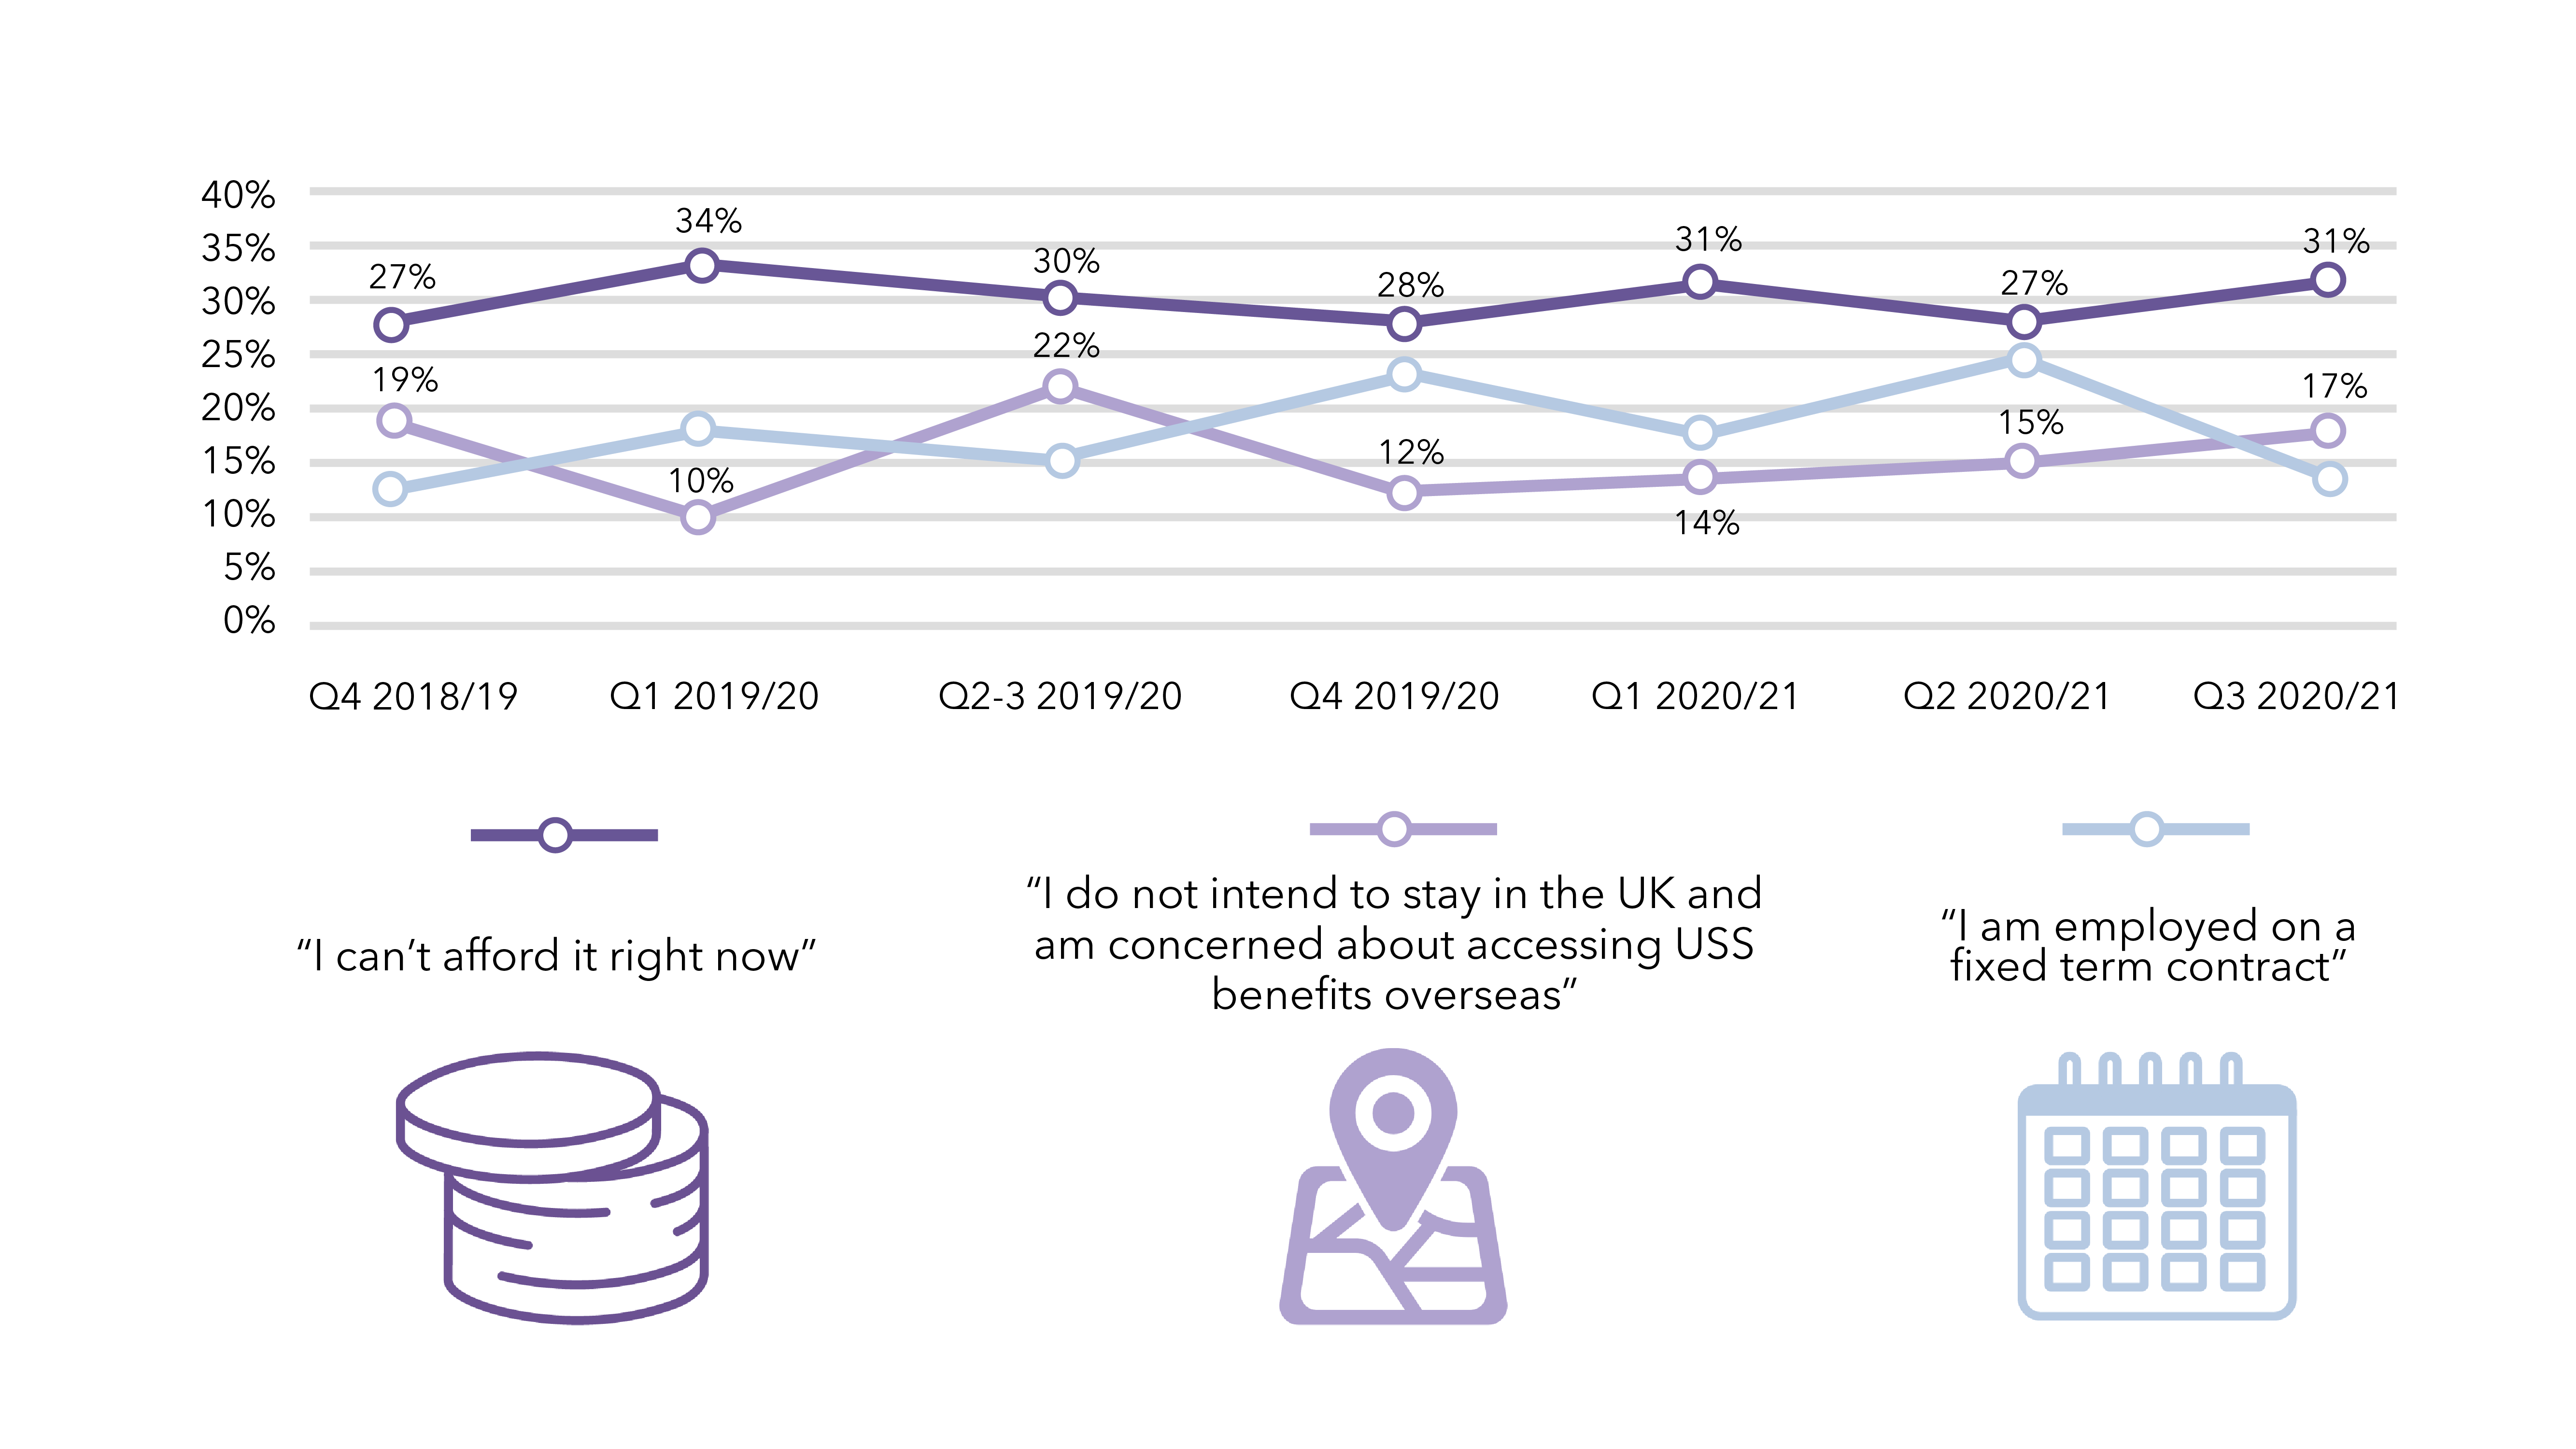 40%
34%
35%
31%
31%
30%
27%
28%
27%
30%
22%
25%
19%
17%
20%
15%
12%
15%
10%
14%
10%
5%
0%
Q4 2018/19
Q1 2019/20
Q2-3 2019/20
Q4 2019/20
Q1 2020/21
Q2 2020/21
Q3 2020/21
“I can’t afford it right now”
“I do not intend to stay in the UK and
am concerned about accessing USS
benefits overseas”
“I am employed on a
fixed term contract”